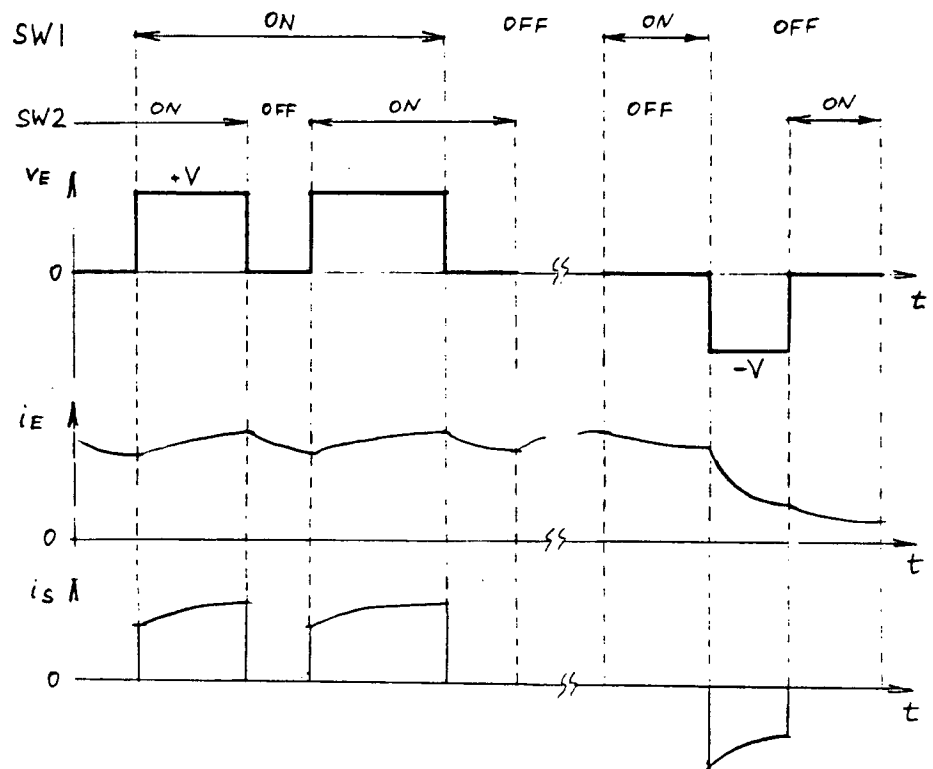 SW1 ON OFF ON OFF
SW2 ON OFF ON OFF ON
vE +V
0
t
-V
iE
0
t
iS
0
t